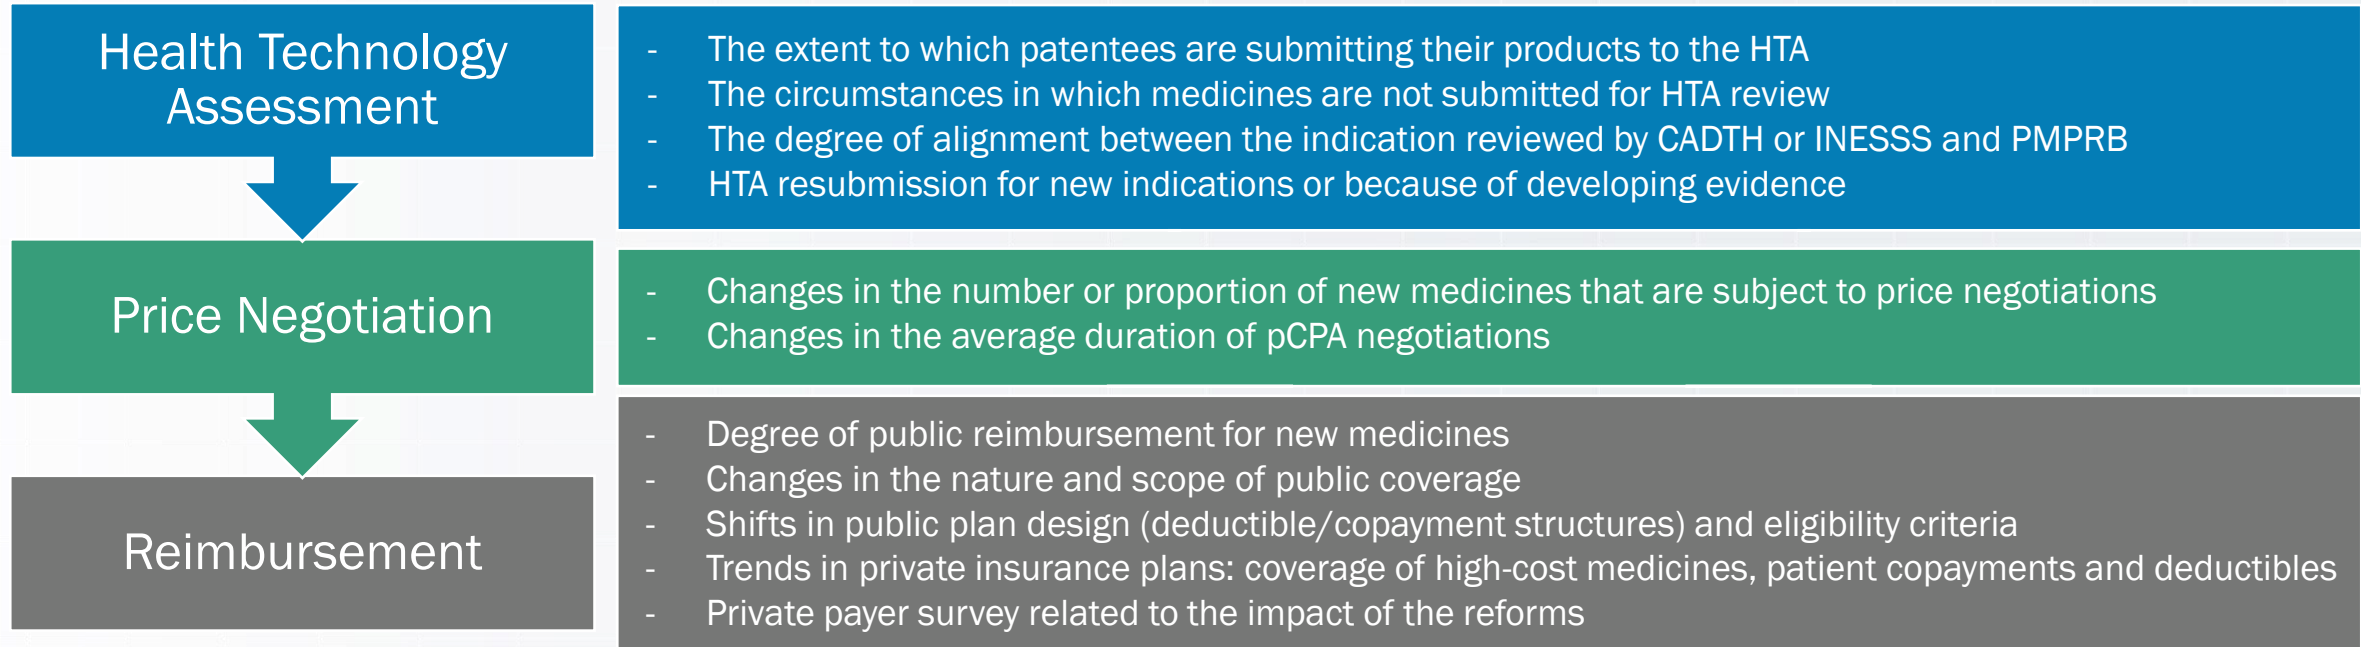 Health Technology
Assessment
- The extent to which patentees are submitting their products to the HTA
- The circumstances in which medicines are not submitted for HTA review
- The degree of alignment between the indication reviewed by CADTH or INESSS and PMPRB
- HTA resubmission for new indications or because of developing evidence
Price Negotiation
- Changes in the number or proportion of new medicines that are subject to price negotiations
- Changes in the average duration of pCPA negotiations
Reimbursement
- Degree of public reimbursement for new medicines
- Changes in the nature and scope of public coverage
- Shifts in public plan design (deductible/copayment structures) and eligibility criteria
- Trends in private insurance plans: coverage of high-cost medicines, patient copayments and deductibles
- Private payer survey related to the impact of the reforms